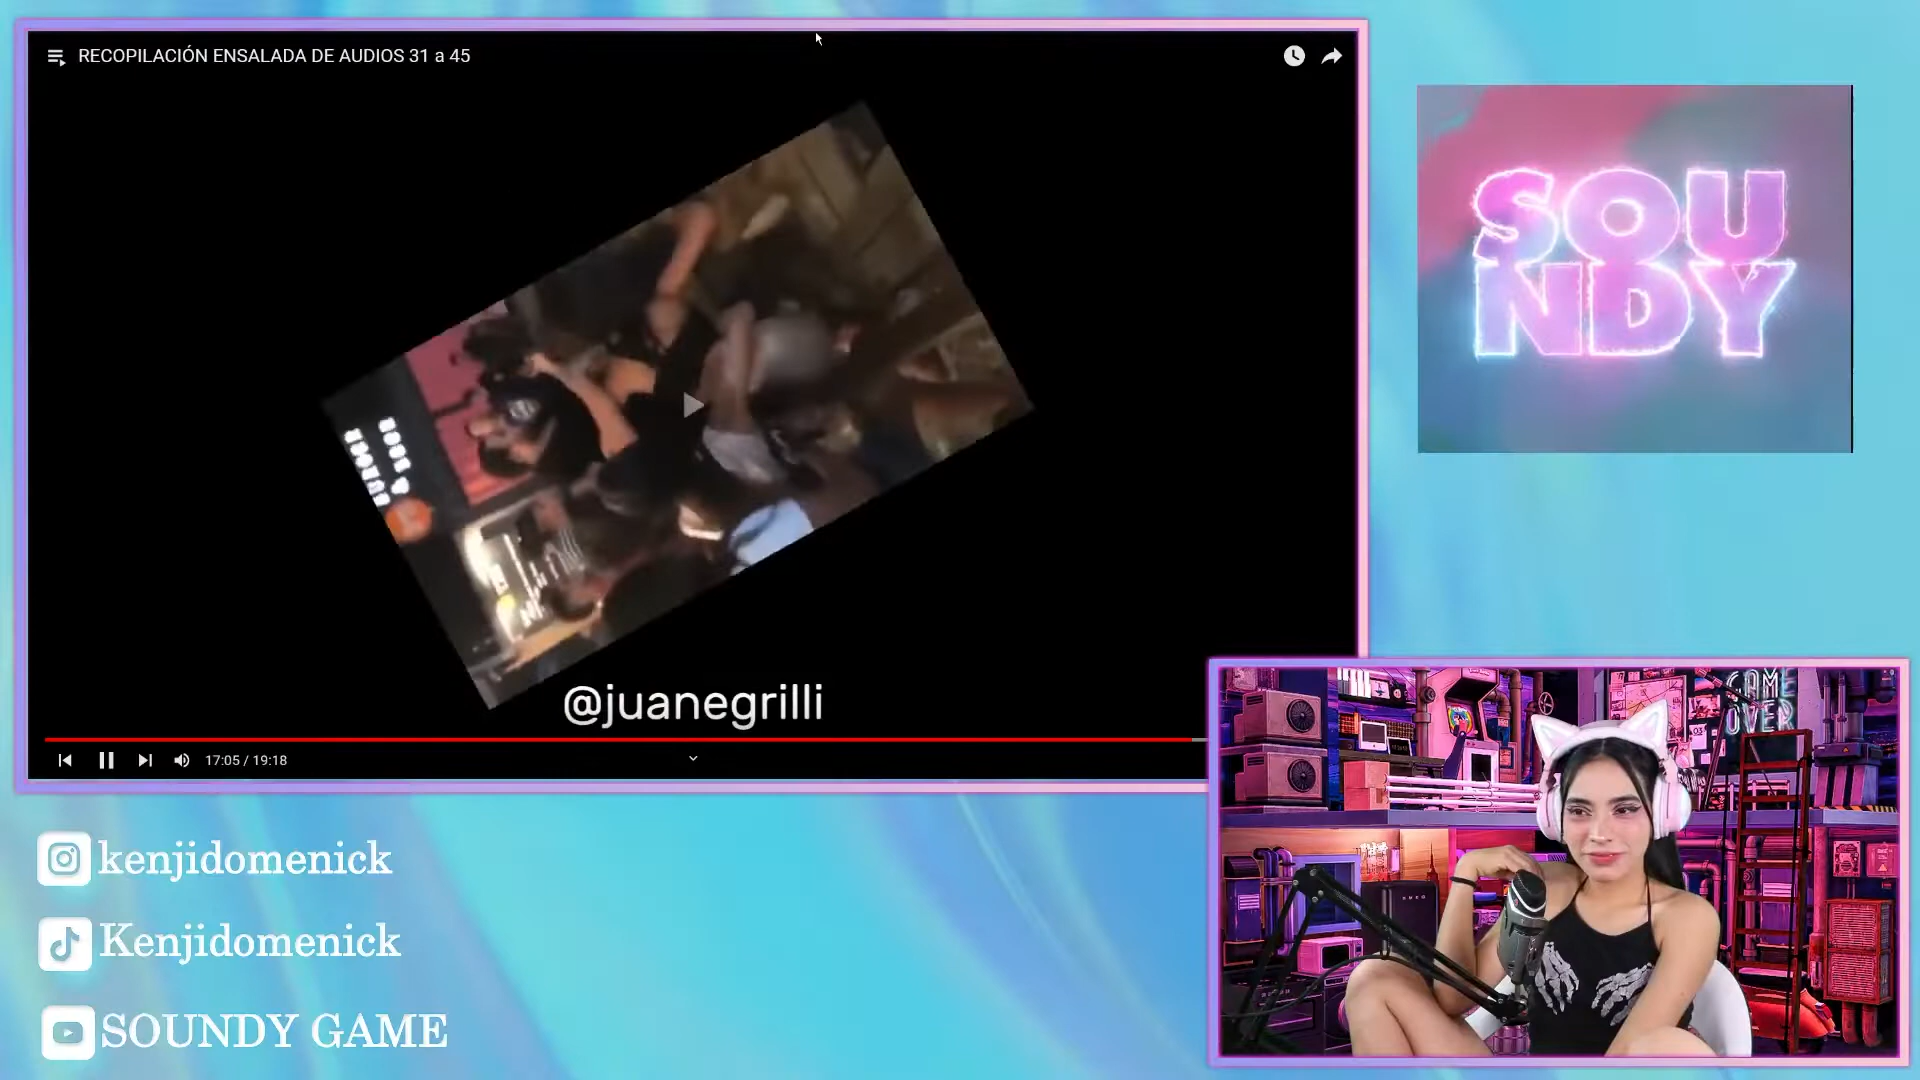 RECOPILACIÓN ENSALADA DE AUDIOS 31 a 45
SOU
NDY
@juanegrilli
17:05 / 19:18
GAME
OVER
kenjidomenick
Kenjidomenick
SOUNDY GAME